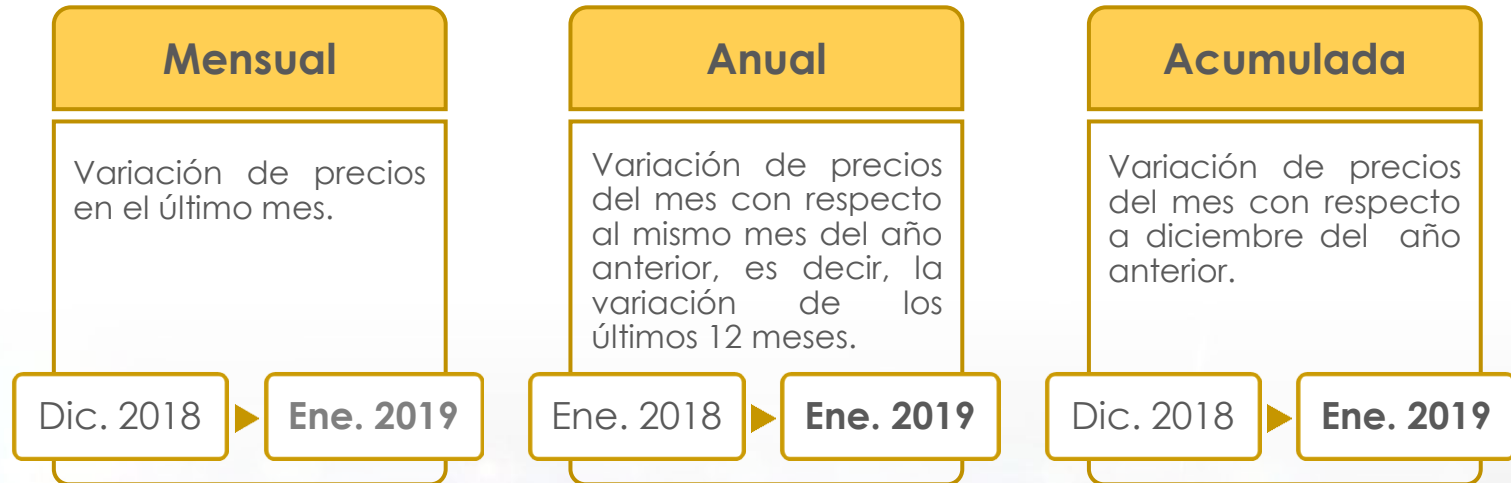 Mensual
Variación de precios
en el último mes.
Dic. 2018
Ene. 2019
Anual
Variación de precios
del mes con respecto
al mismo mes del año
anterior, es decir, la
variación de los
últimos 12 meses.
Ene. 2018
Ene. 2019
Acumulada
Variación de precios
del mes con respecto
a diciembre del año
anterior.
Dic. 2018
Ene. 2019